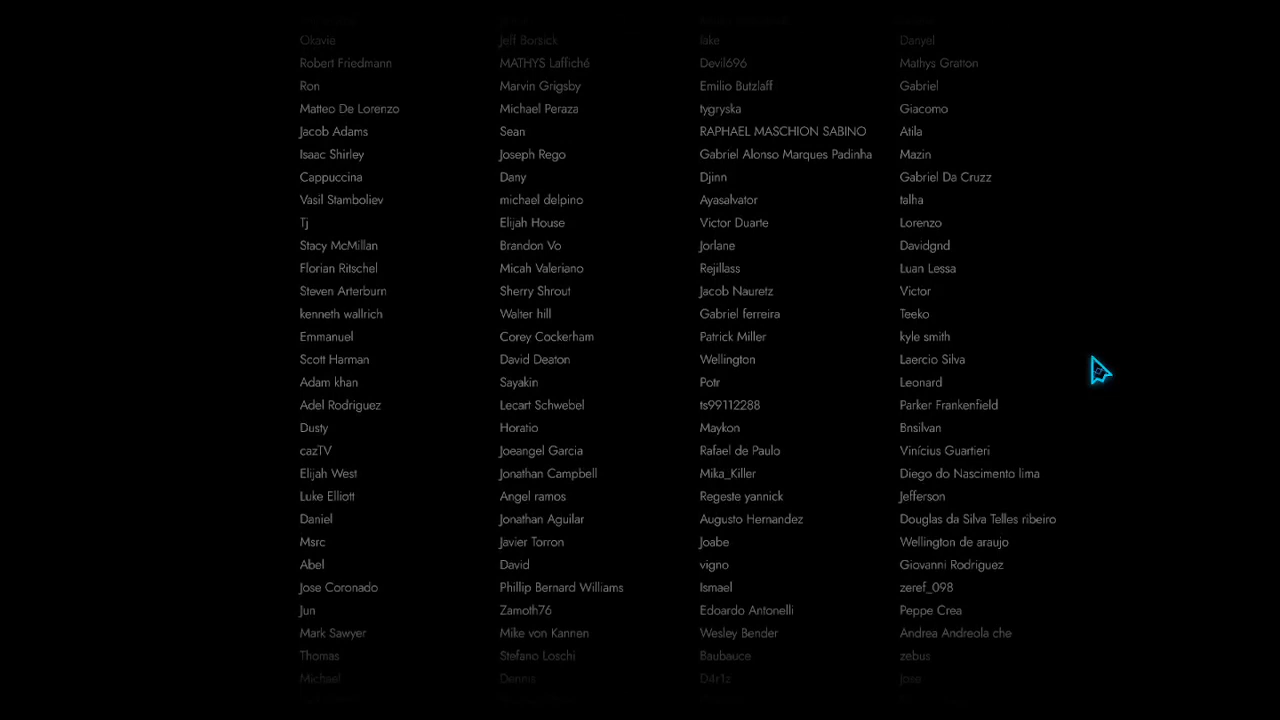 Okavie Jeff Borsick lake Danyel
Robert Friedmann MATHYS Laffiché Devil696 Mathys Gratton
Ron Marvin Grigsby Emilio Butzlaff Gabriel
Matteo De Lorenzo Michael Peraza tygryska Giacomo
Jacob Adams Sean RAPHAEL MASCHION SABINO Atila
Isaac Shirley Joseph Rego Gabriel Alonso Marques Padinha Mazin
Cappuccina Dany Djinn Gabriel Da Cruzz
Vasil Stamboliev michael delpino Ayasalvator talha
Tj Elijah House Victor Duarte Lorenzo
Stacy McMillan Brandon Vo Jorlane Davidgnd
Florian Ritschel Micah Valeriano Rejillass Luan Lessa
Steven Arterburn Sherry Shrout Jacob Nauretz Victor
kenneth wallrich Walter hill Gabriel ferreira Teeko
Emmanuel Corey Cockerham Patrick Miller kyle smith
Scott Harman David Deaton Wellington Laercio Silva
Adam khan Sayakin Potr Leonard
Adel Rodriguez Lecart Schwebel ts99112288 Parker Frankenfield
Dusty Horatio Maykon Bnsilvan
cazTV Joeangel Garcia Rafael de Paulo Vinícius Guartieri
Elijah West Jonathan Campbell Mika_Killer Diego do Nascimento lima
Luke Elliott Angel ramos Regeste yannick Jefferson
Daniel Jonathan Aguilar Augusto Hernandez Douglas da Silva Telles ribeiro
Msrc Javier Torron Joabe Wellington de araujo
Abel David vigno Giovanni Rodriguez
Jose Coronado Phillip Bernard Williams Ismael zeref_098
Jun Zamoth76 Edoardo Antonelli Peppe Crea
Mark Sawyer Mike von Kannen Wesley Bender Andrea Andreola che
Thomas Stefano Loschi Baubauce zebus
Michael Dennis D4r1z jose